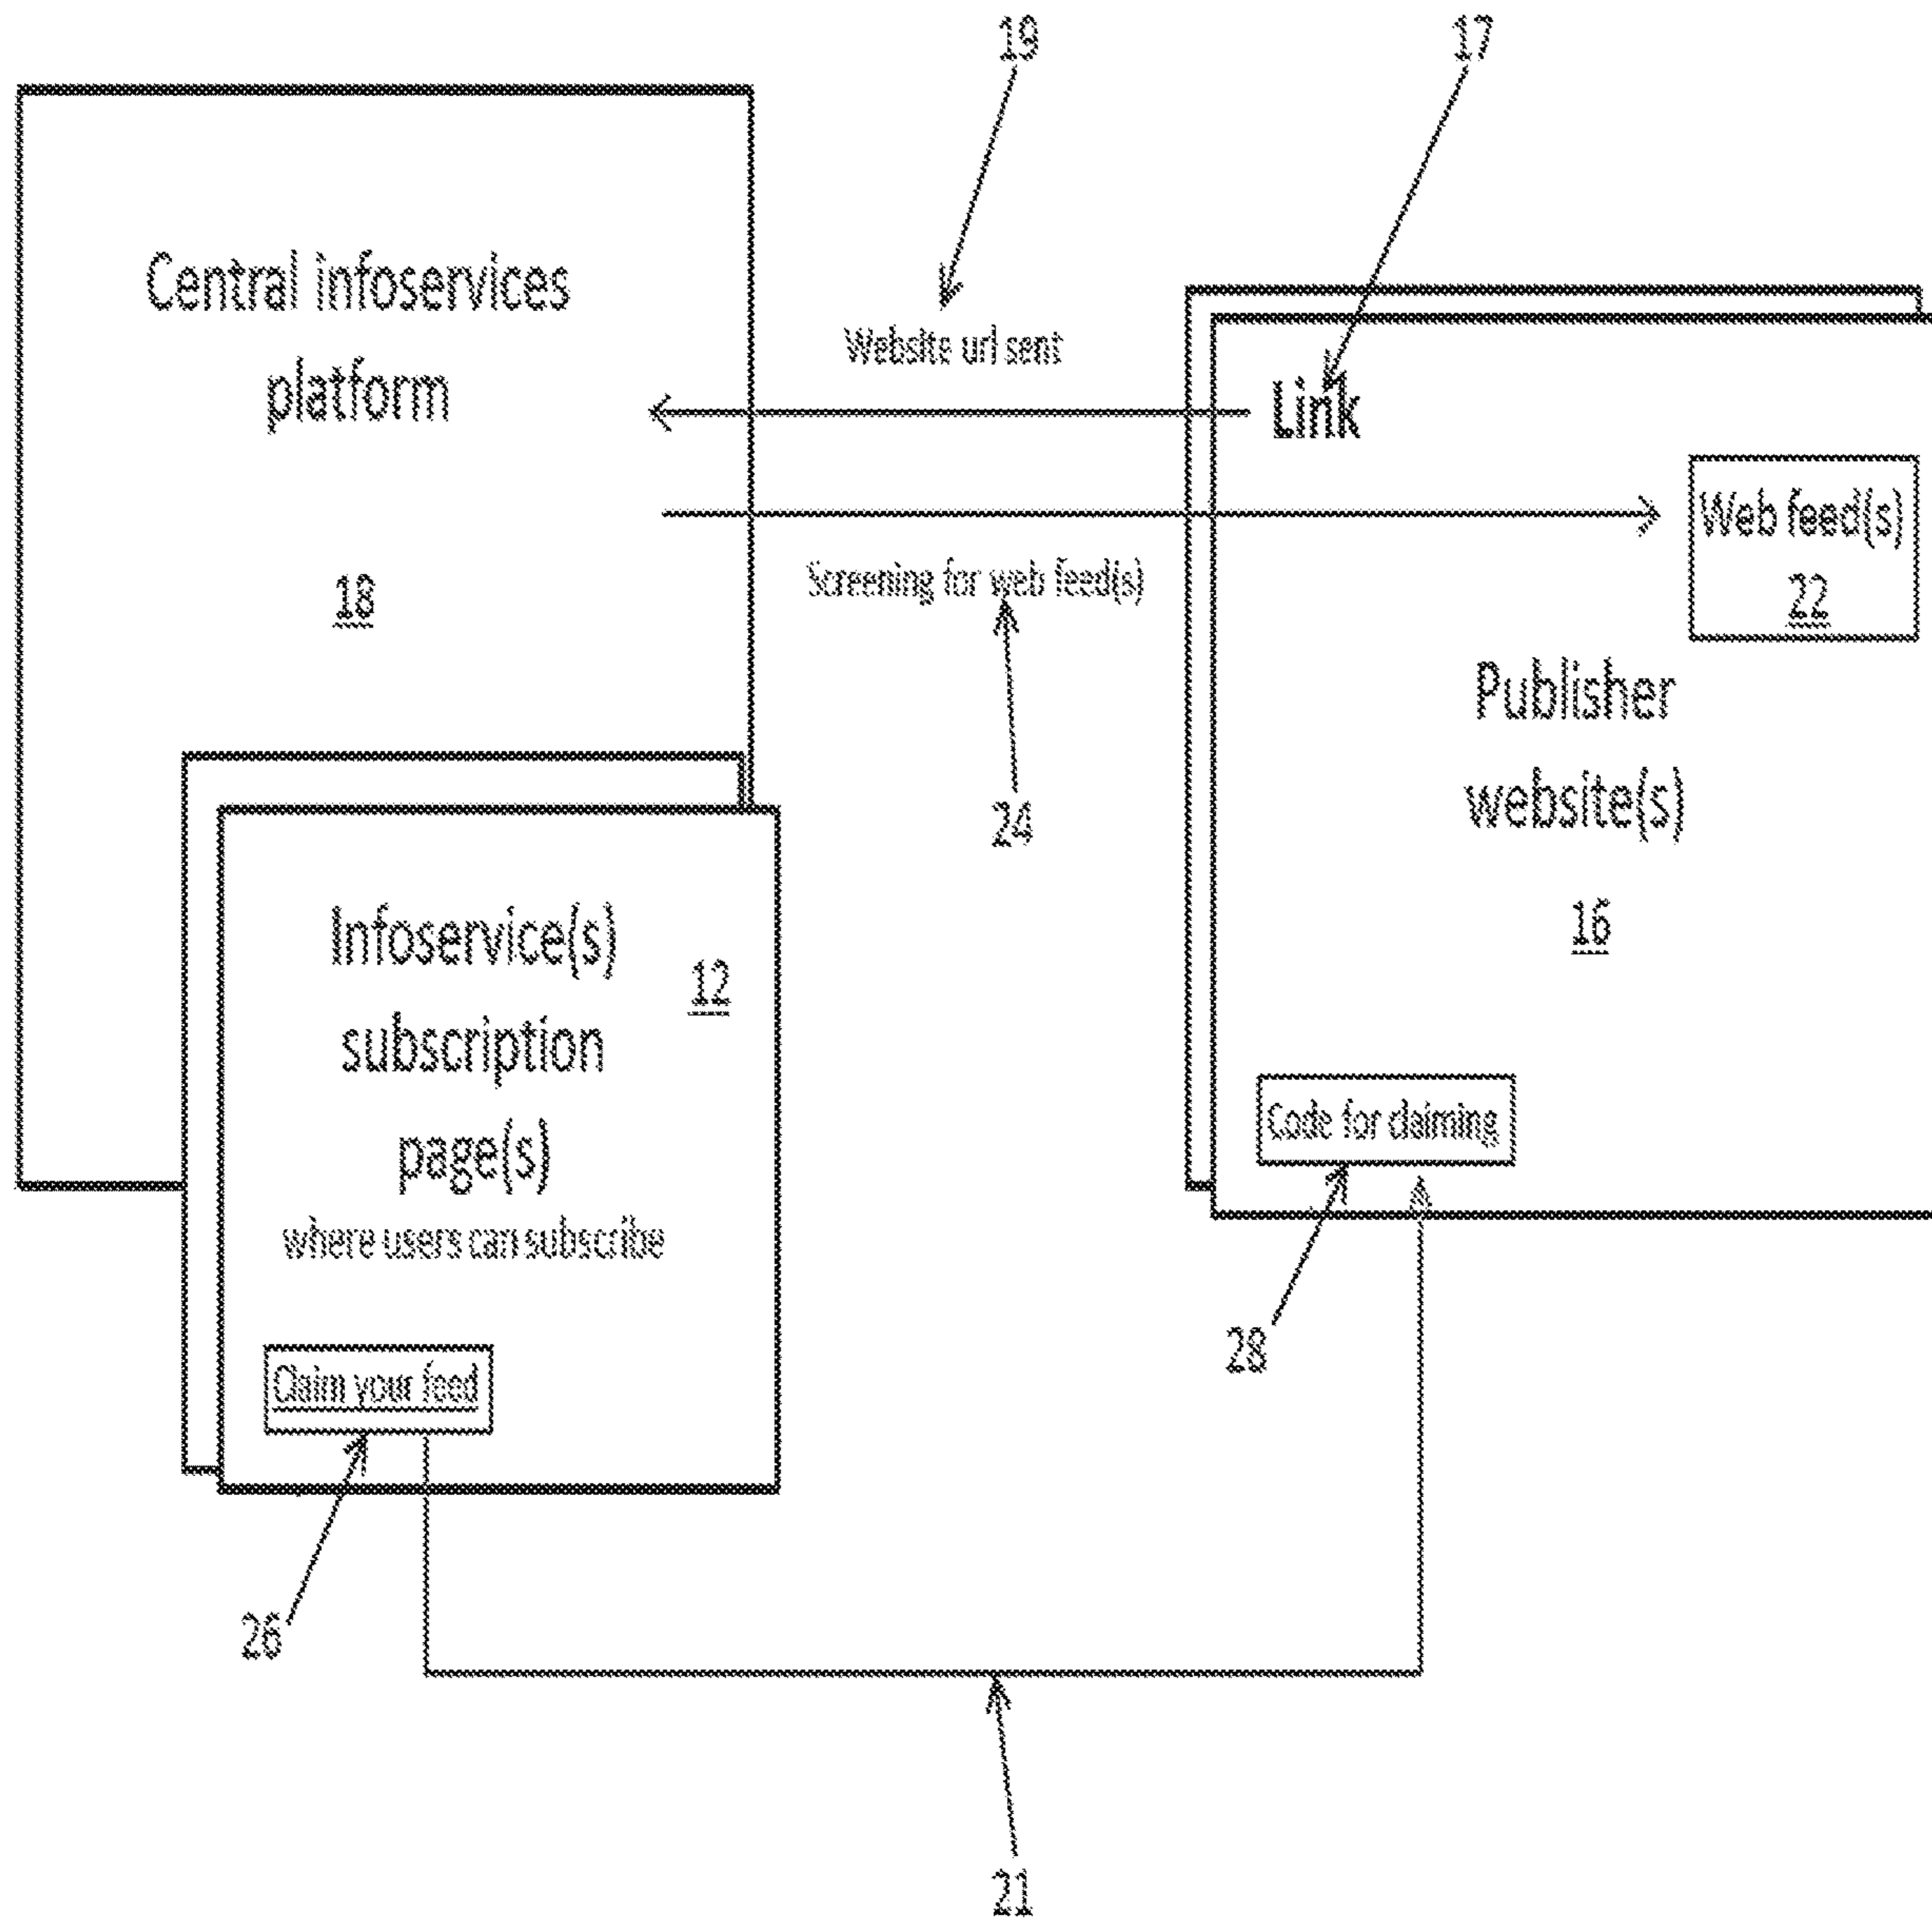 19
17
Central infoservices
platform
18
Website url sent
Link
Web feed(s)
22
Screening for web feed(s)
24
Publisher
website(s)
16
Infoservice(s)
12
subscription
page(s)
where users can subscribe
Code for claiming
28
Claim your feed
26
21